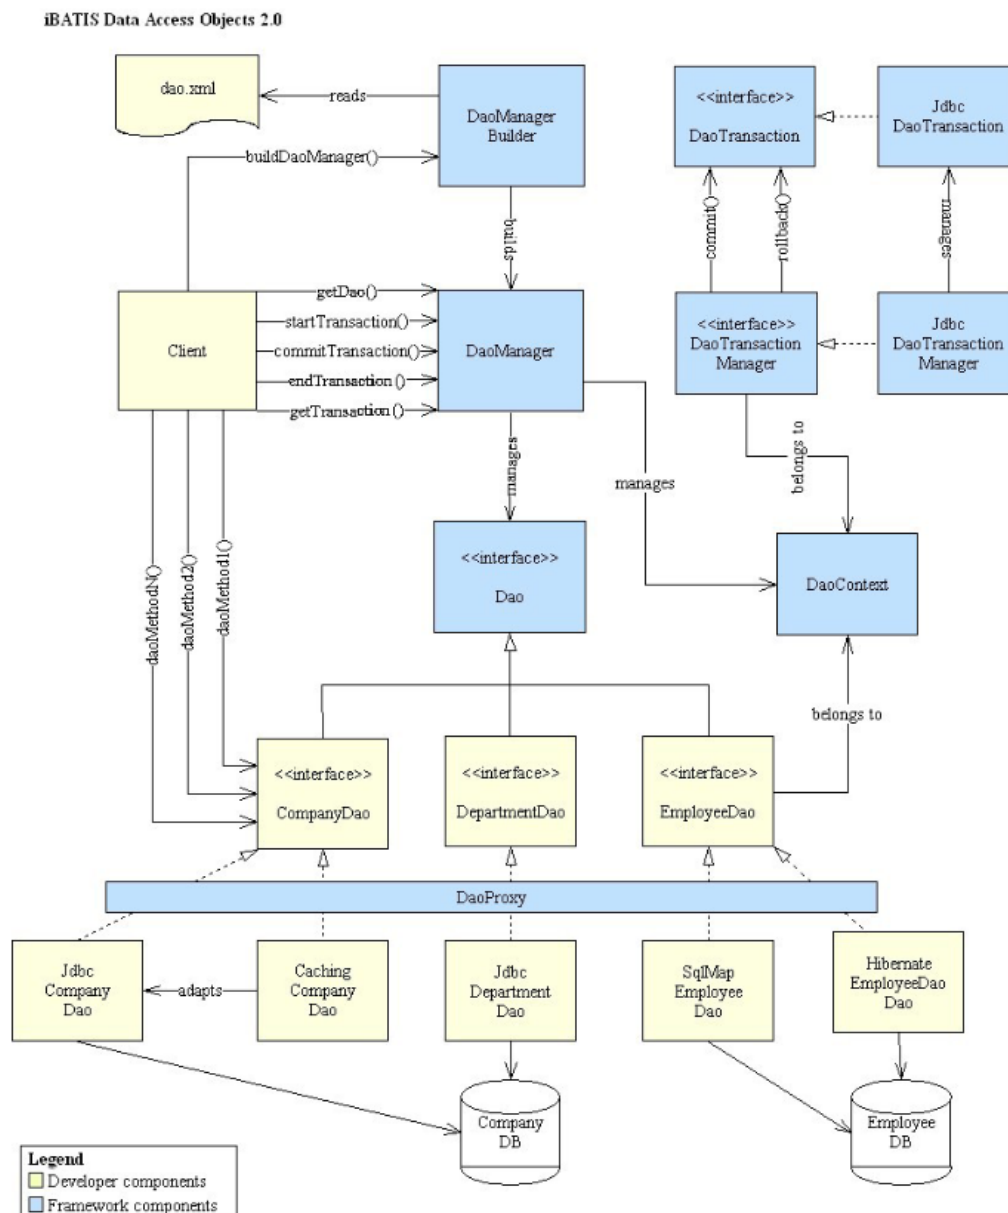 iBATIS Data Access Objects 2.0
dao.xml
reads
DaoManager
Builder
<<interface>>
DaoTransaction
Jdbc
DaoTransaction
buildDaoManager()
builds
commit()
rollback()
manages
Client
getDao()
startTransaction()
commitTransaction()
endTransaction()
getTransaction()
DaoManager
<<interface>>
DaoTransaction
Manager
Jdbc
DaoTransaction
Manager
manages
manages
belongs to
daoMethodN()
daoMethod2()
daoMethod1()
<<interface>>
Dao
DaoContext
belongs to
<<interface>>
CompanyDao
<<interface>>
DepartmentDao
<<interface>>
EmployeeDao
DaoProxy
Jdbc
Company
Dao
adapts
Caching
Company
Dao
Jdbc
Department
Dao
SqlMap
Employee
Dao
Hibernate
EmployeeDao
Dao
Company
DB
Employee
DB
Legend
Developer components
Framework components